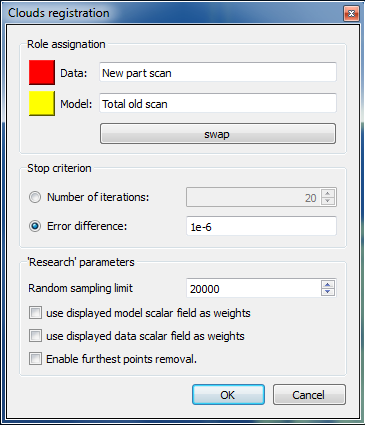 Clouds registration
Role assignation
Data: New part scan
Model: Total old scan
swap
Stop criterion
Number of iterations: 20
Error difference: 1e-6
'Research' parameters
Random sampling limit 20000
use displayed model scalar field as weights
use displayed data scalar field as weights
Enable furthest points removal.
OK Cancel